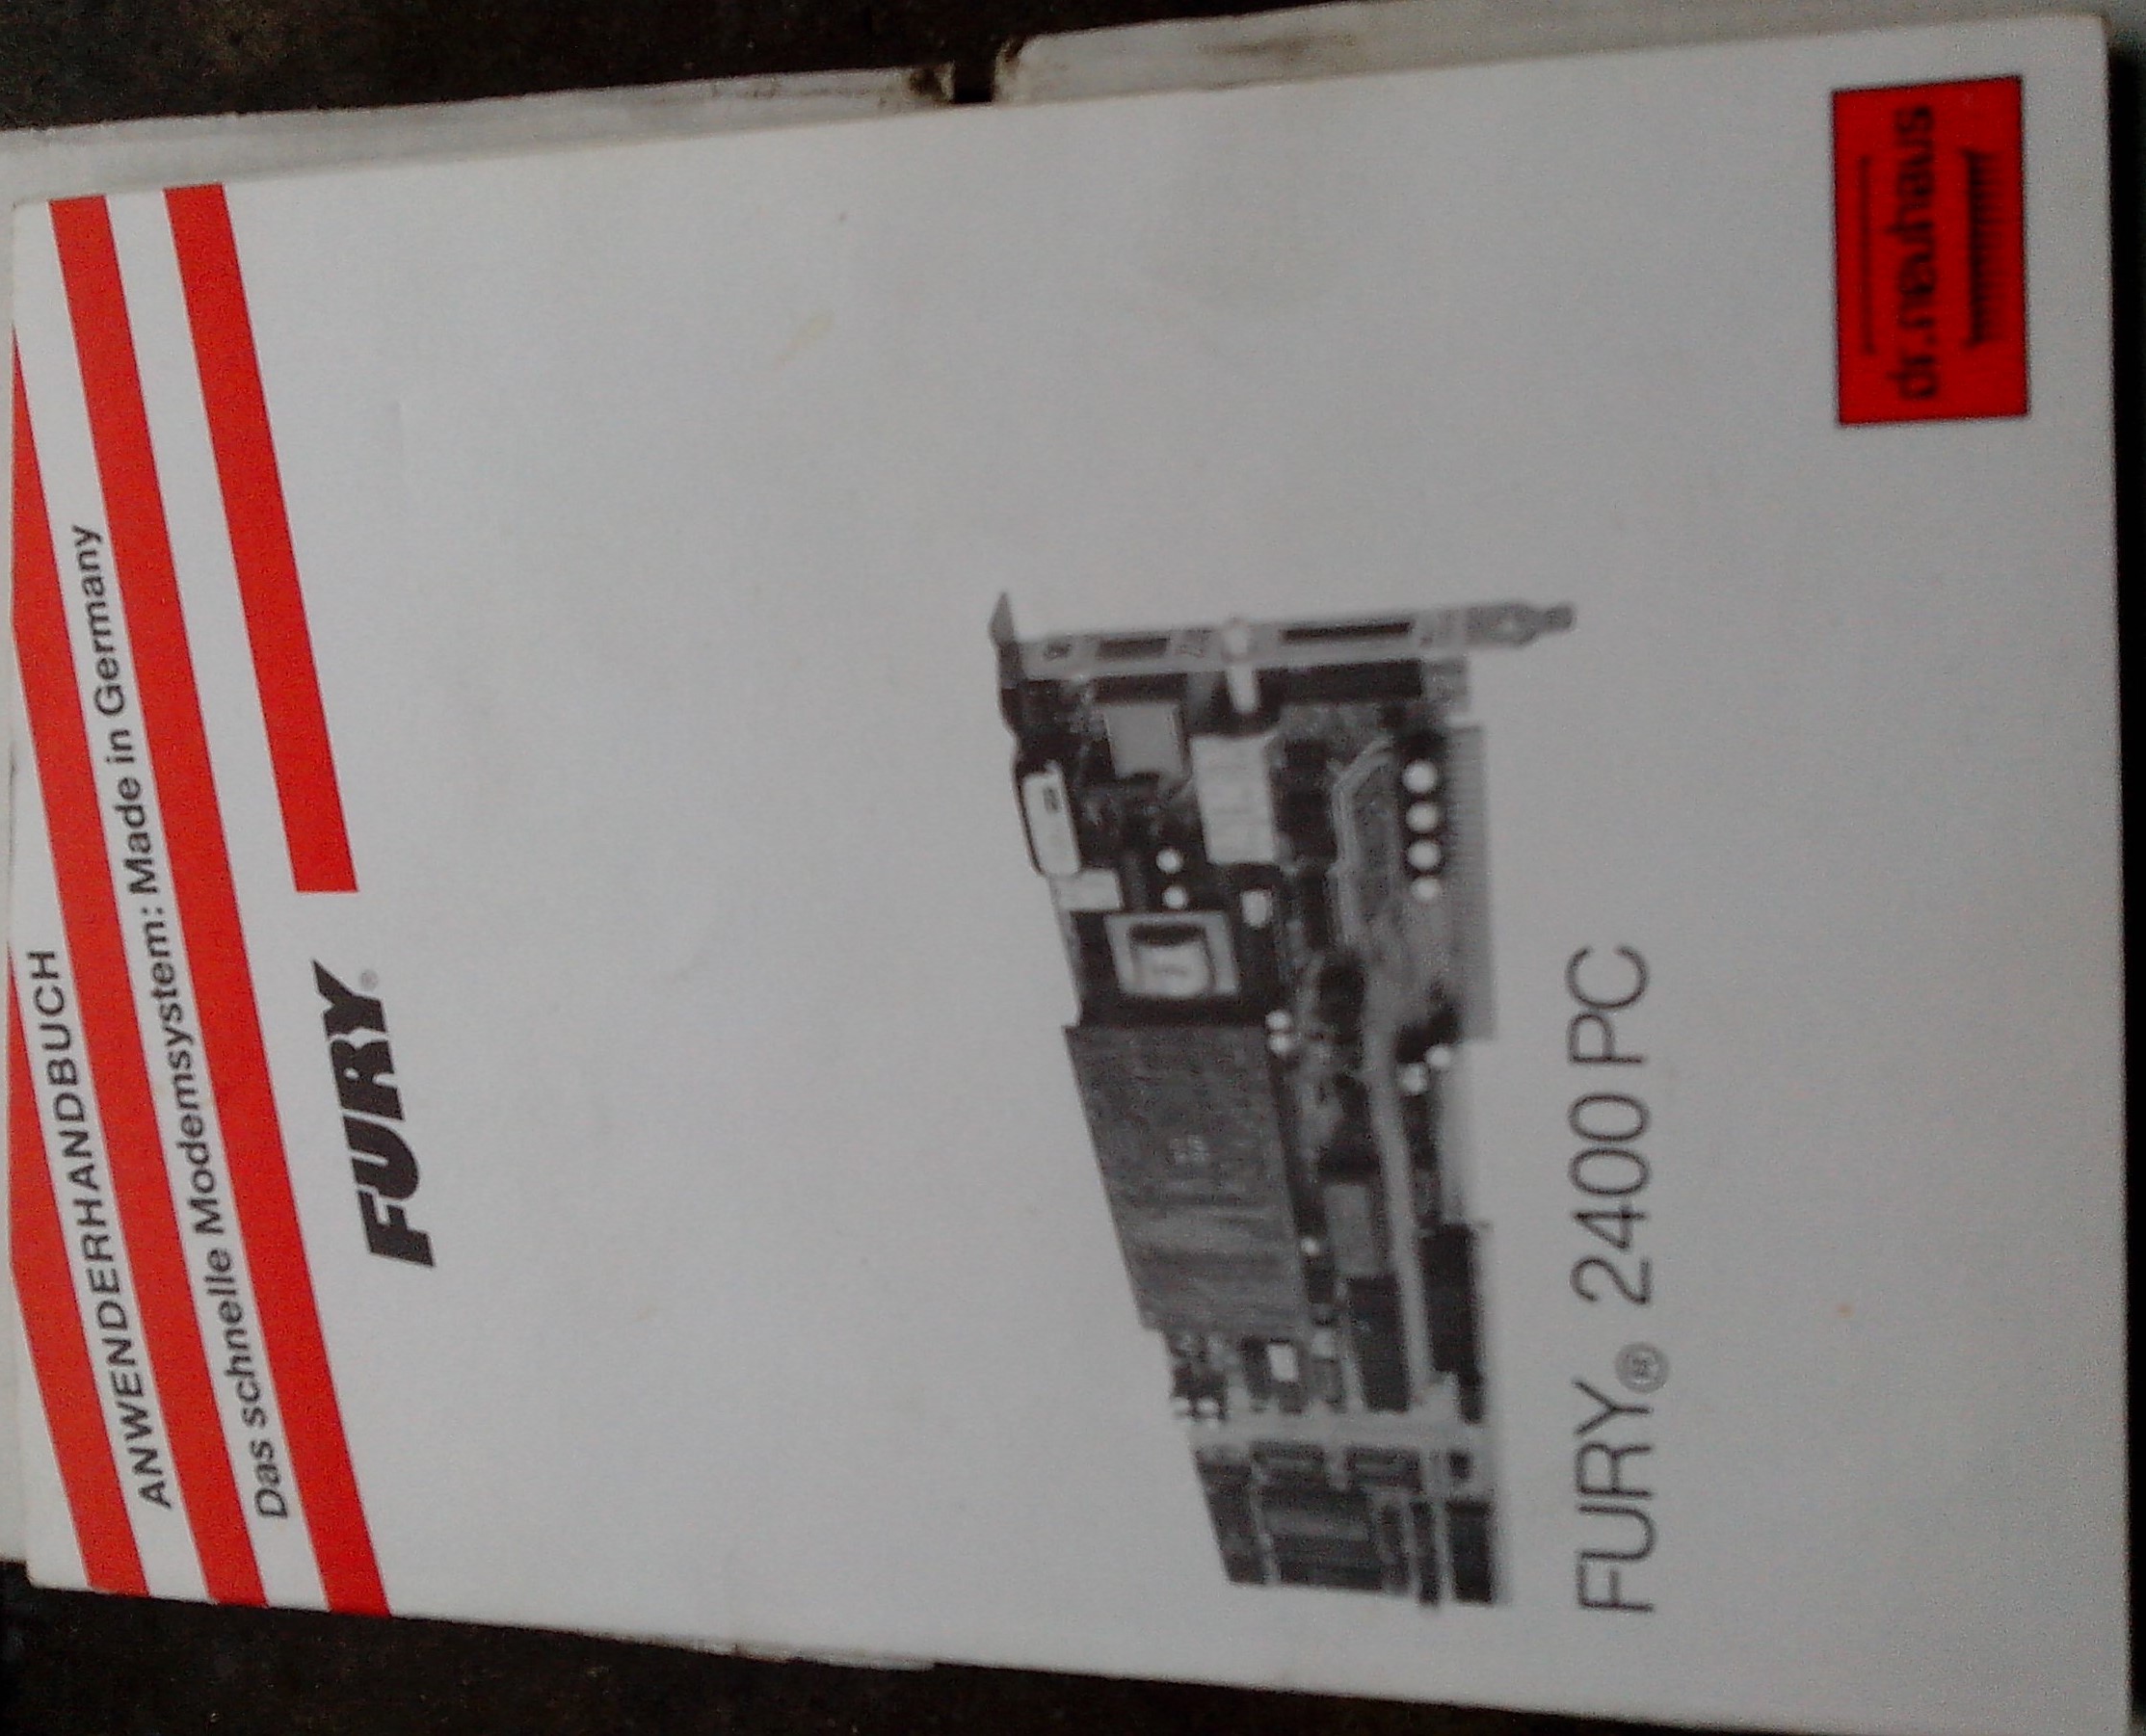 ANWENDERHANDBUCH
Das schnelle Modemsystem: Made in Germany
FURY®
FURY® 2400 PC
dr.neuhaus